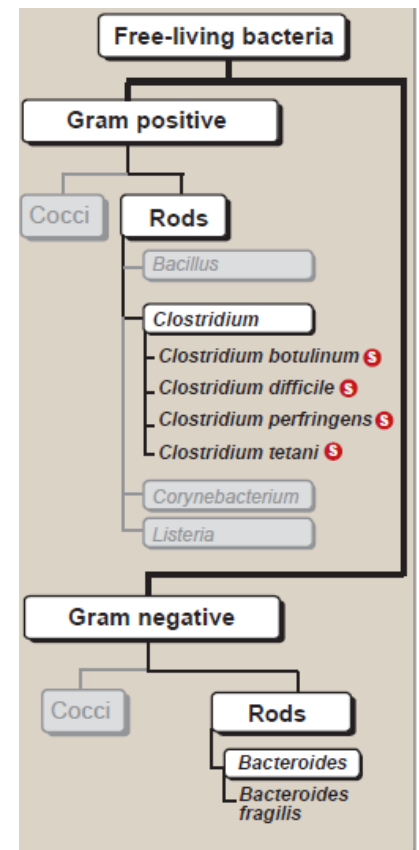 Free-living bacteria
Gram positive
Cocci
Rods
Bacillus
Clostridium
Clostridium botulinum S
Clostridium difficile S
Clostridium perfringens S
Clostridium tetani S
Corynebacterium
Listeria
Gram negative
Cocci
Rods
Bacteroides
Bacteroides
fragilis